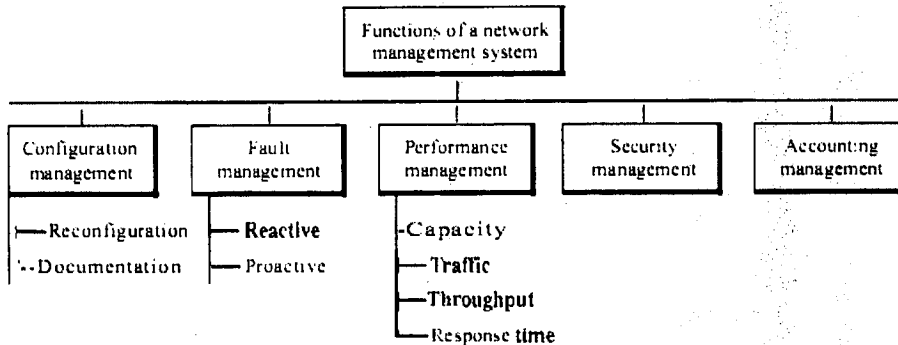 Functions of a network
management system
Configuration
management
Fault
management
Performance
management
Security
management
Accounting
management
Reconfiguration
Documentation
Reactive
Proactive
Capacity
Traffic
Throughput
Response time